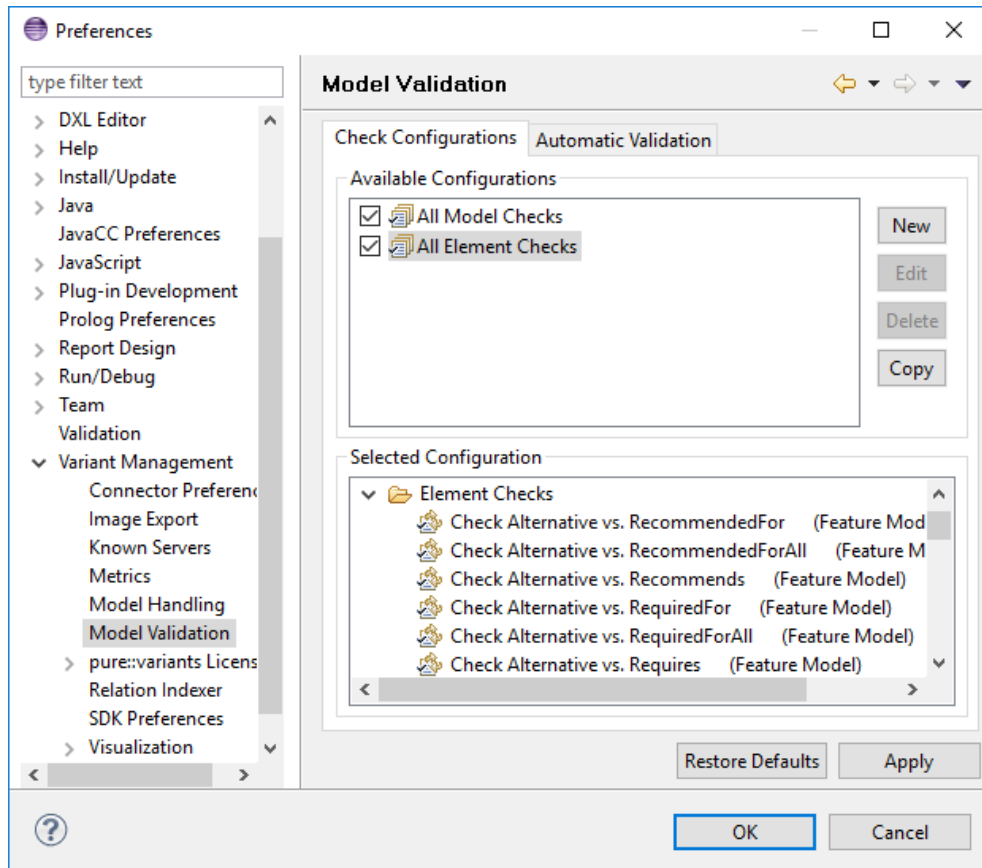 Preferences
type filter text
DXL Editor
Help
Install/Update
Java
JavaCC Preferences
JavaScript
Plug-in Development
Prolog Preferences
Report Design
Run/Debug
Team
Validation
Variant Management
Connector Preferenc
Image Export
Known Servers
Metrics
Model Handling
Model Validation
pure::variants Licens
Relation Indexer
SDK Preferences
Visualization
Model Validation
Check Configurations
Automatic Validation
Available Configurations
All Model Checks
All Element Checks
New
Edit
Delete
Copy
Selected Configuration
Element Checks
Check Alternative vs. RecommendedFor (Feature Mod
Check Alternative vs. RecommendedForAll (Feature M
Check Alternative vs. Recommends (Feature Model)
Check Alternative vs. RequiredFor (Feature Model)
Check Alternative vs. RequiredForAll (Feature Model)
Check Alternative vs. Requires (Feature Model)
Restore Defaults
Apply
?
OK
Cancel